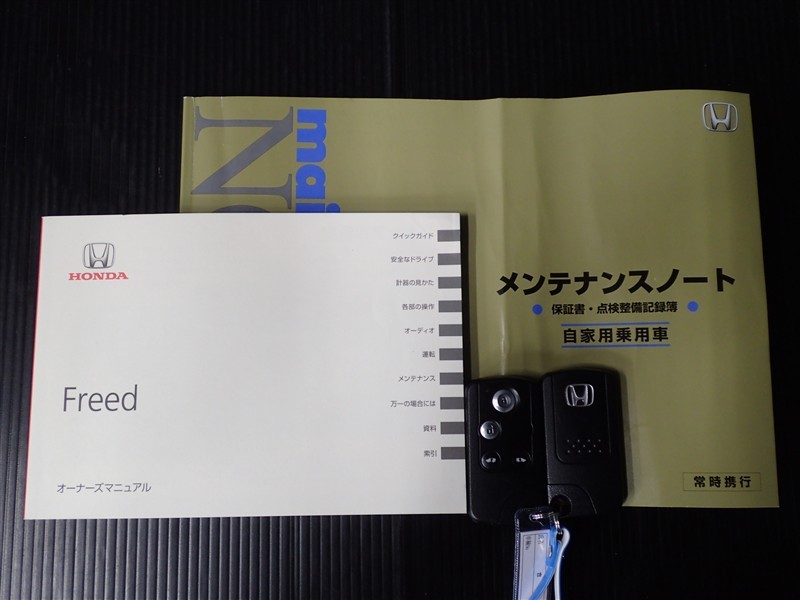 mai
No
メンテナンスノート
● 保証書・点検整備記録簿 ●
自家用乗用車
常時携行
HONDA
Freed
オーナーズマニュアル
クイックガイド
安全なドライブ
計器の見かた
各部の操作
オーディオ
運転
メンテナンス
万一の場合には
資料
索引